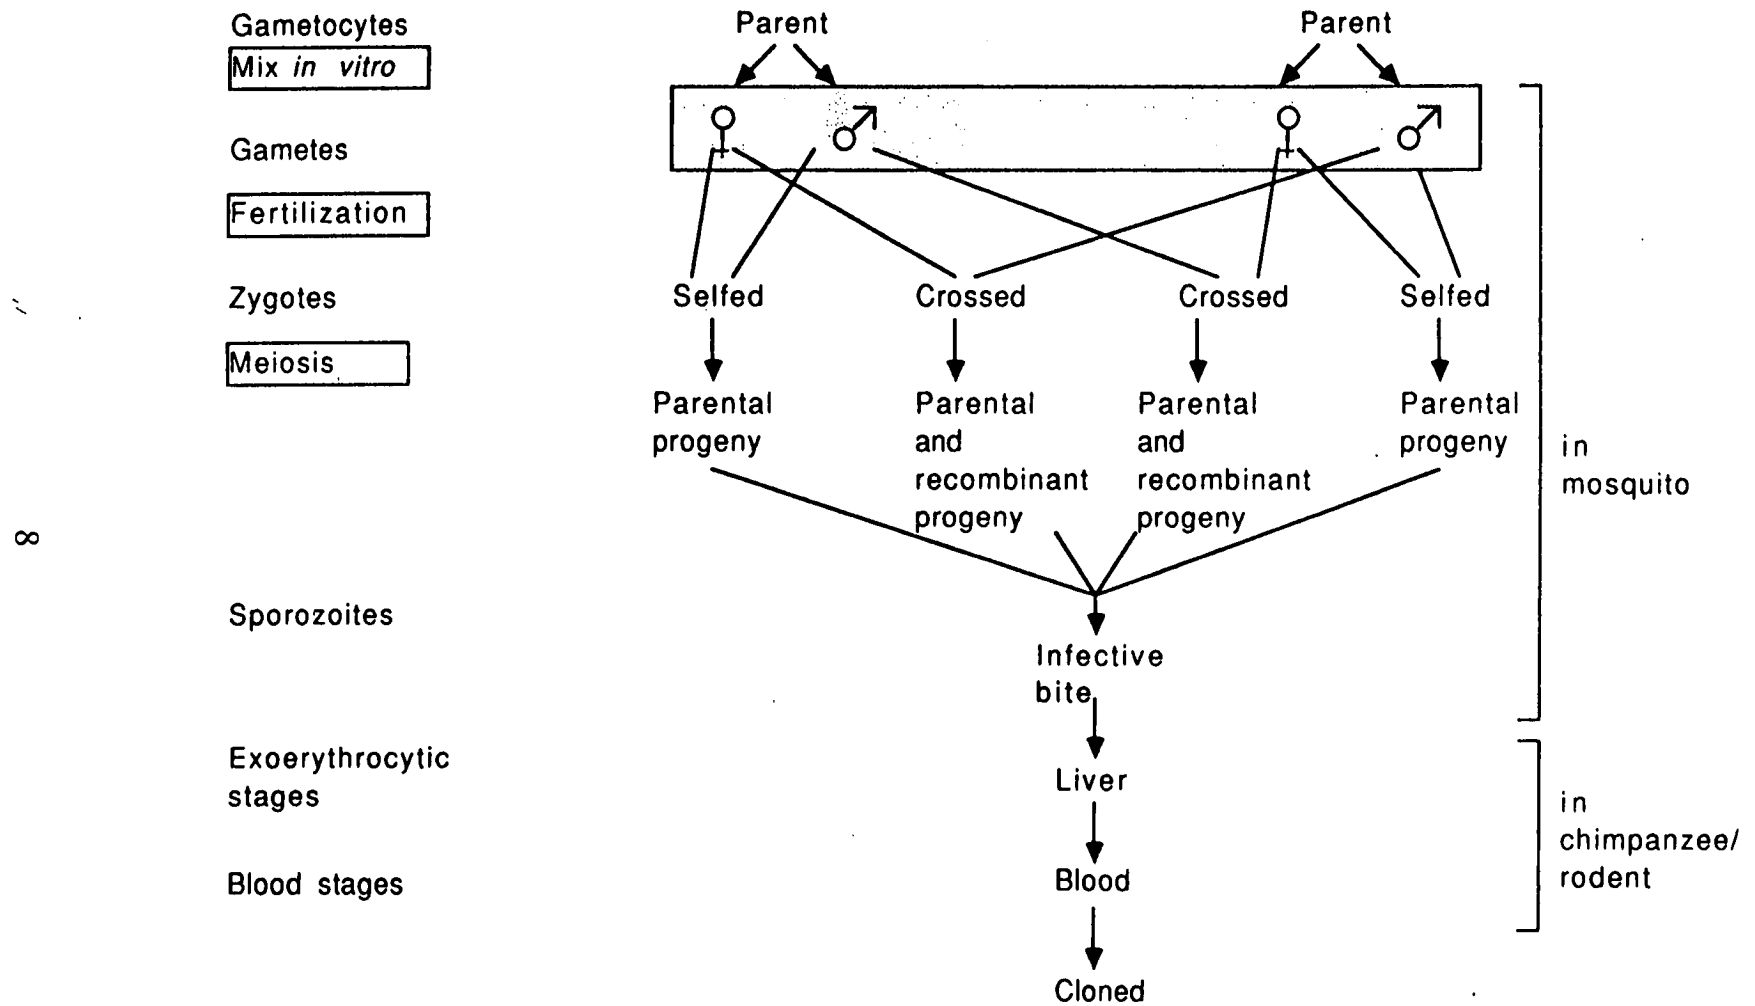 Gametocytes
Parent
Parent
Mix in vitro
♀
♂
♀
♂
Gametes
Fertilization
Zygotes
Selfed
Crossed
Crossed
Selfed
Meiosis
Parental
progeny
Parental
and
recombinant
progeny
Parental
and
recombinant
progeny
Parental
progeny
in
mosquito
8
Sporozoites
Infective
bite
Exoerythrocytic
stages
Liver
in
chimpanzee/
rodent
Blood stages
Blood
Cloned